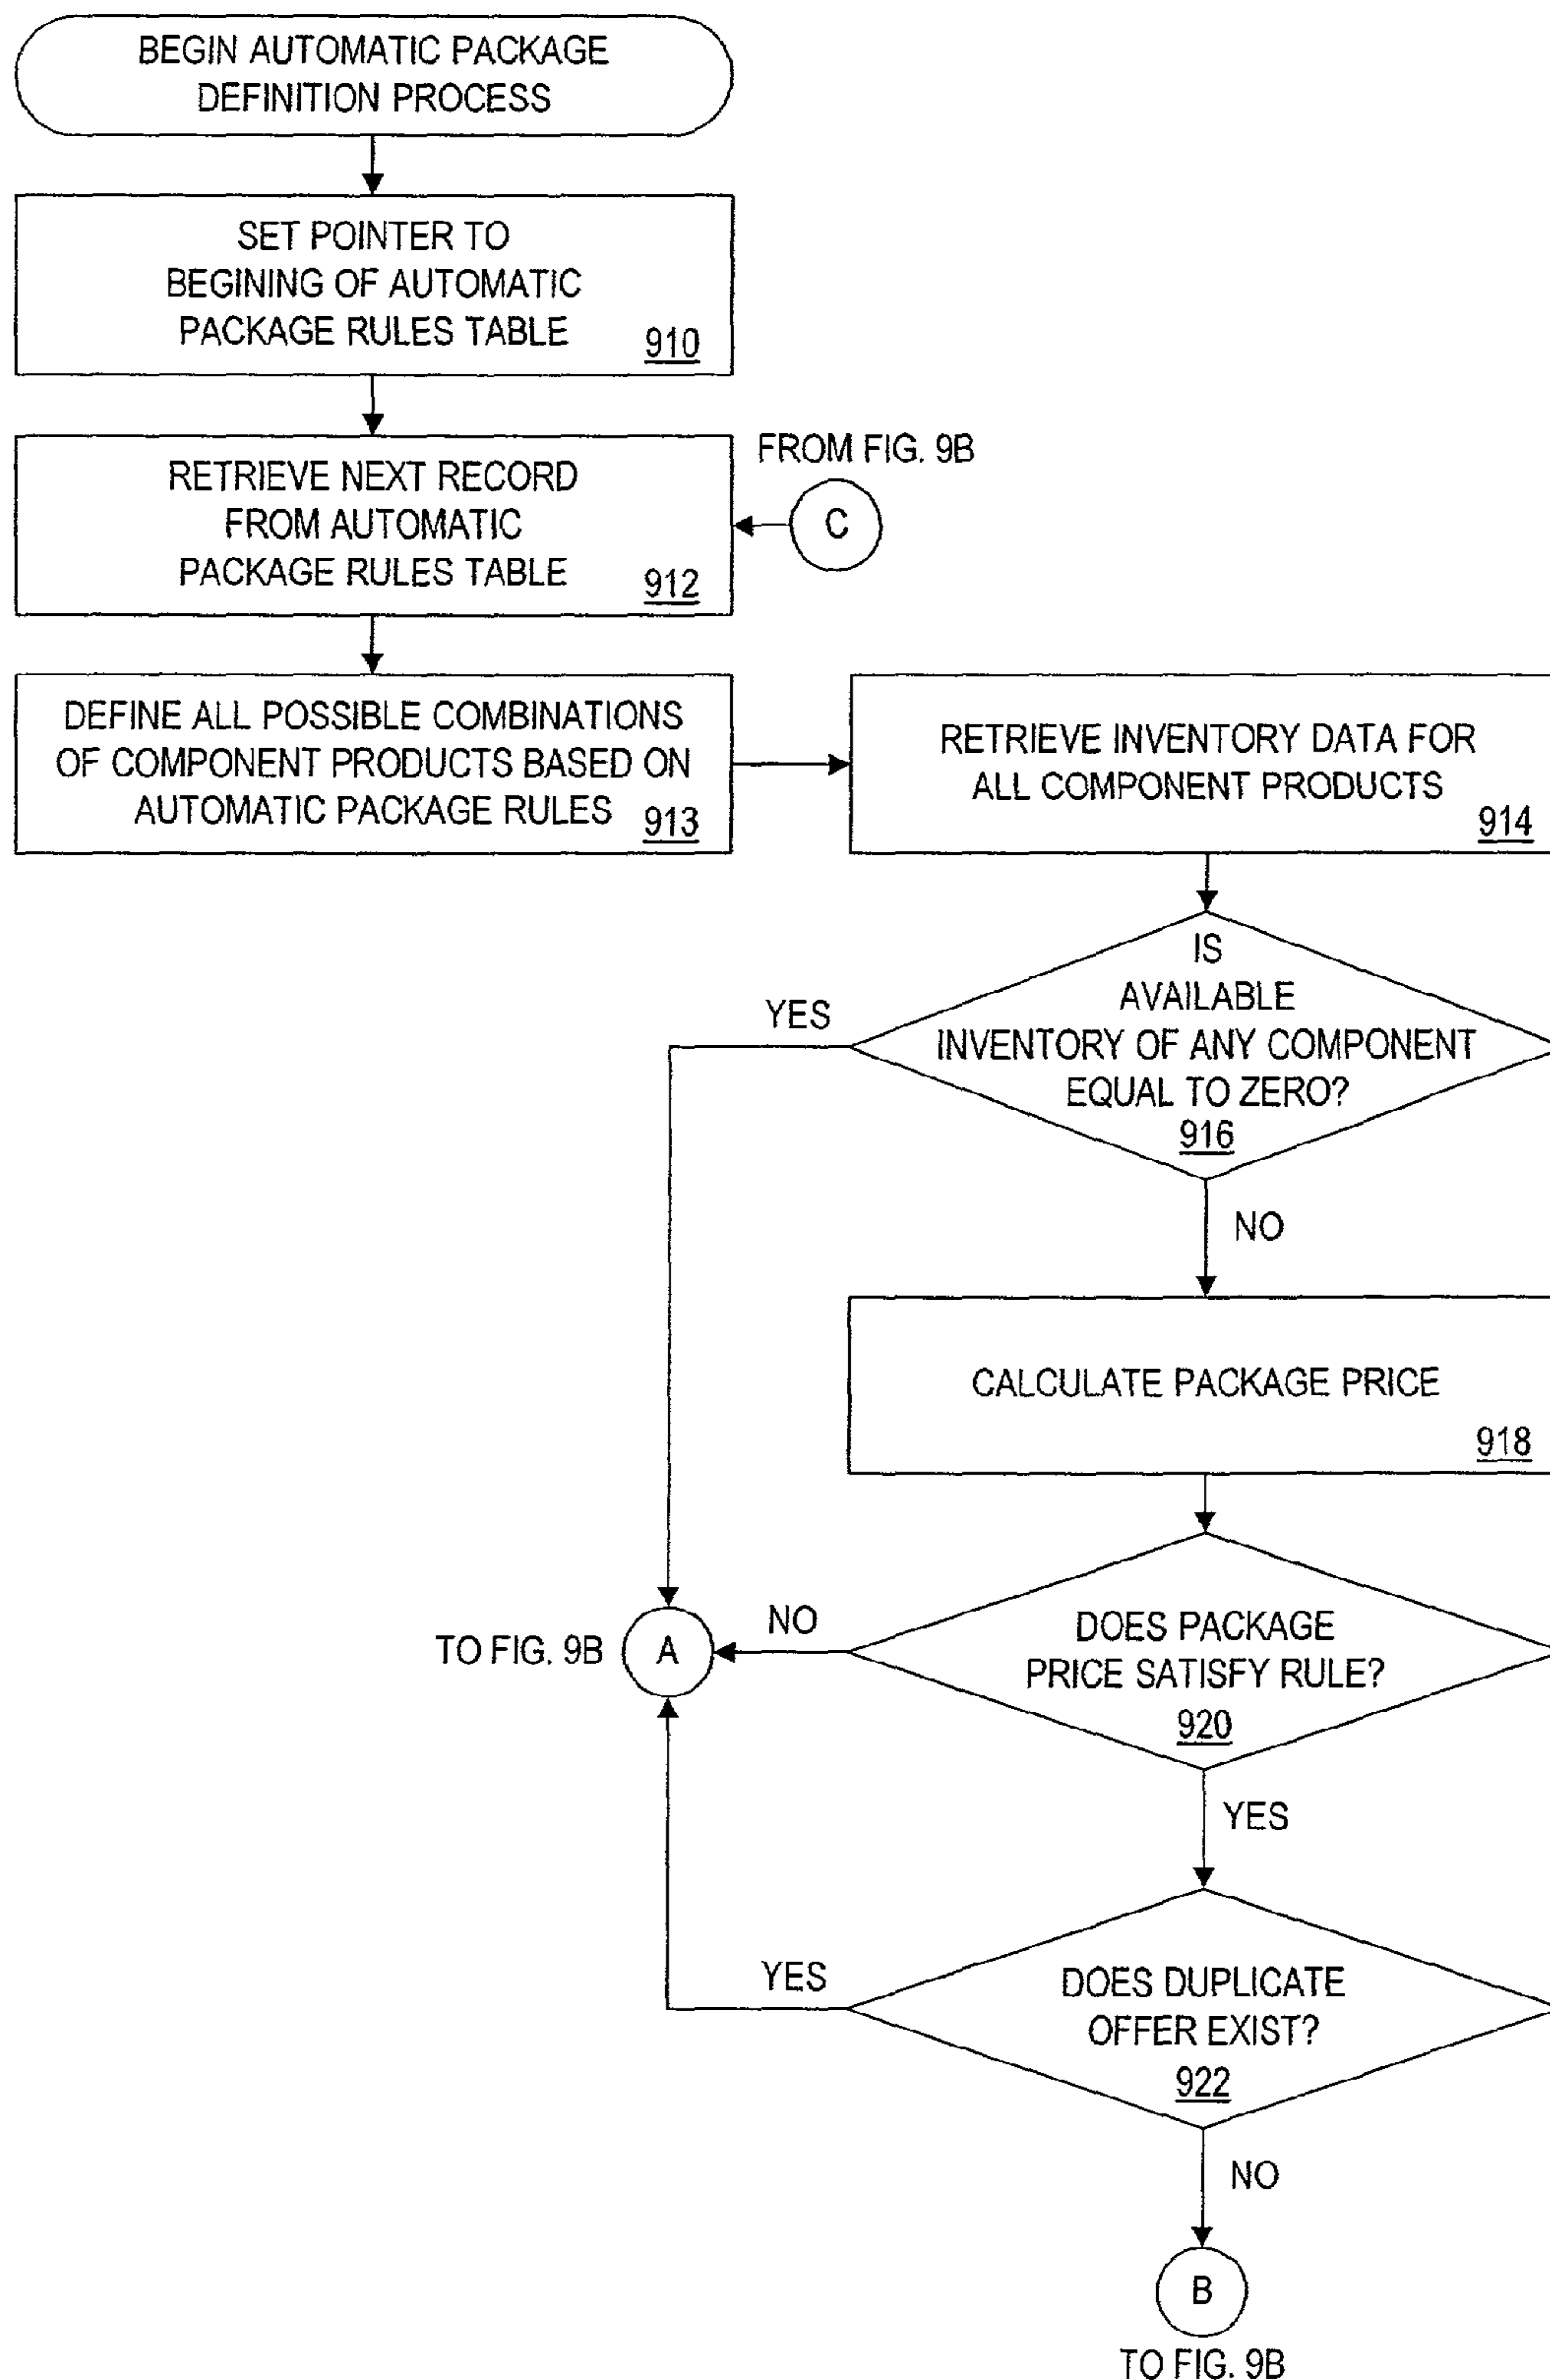 BEGIN AUTOMATIC PACKAGE
DEFINITION PROCESS
SET POINTER TO
BEGINING OF AUTOMATIC
PACKAGE RULES TABLE
910
RETRIEVE NEXT RECORD
FROM AUTOMATIC
PACKAGE RULES TABLE
912
FROM FIG. 9B
C
DEFINE ALL POSSIBLE COMBINATIONS
OF COMPONENT PRODUCTS BASED ON
AUTOMATIC PACKAGE RULES
913
RETRIEVE INVENTORY DATA FOR
ALL COMPONENT PRODUCTS
914
IS
AVAILABLE
INVENTORY OF ANY COMPONENT
EQUAL TO ZERO?
916
YES
NO
CALCULATE PACKAGE PRICE
918
DOES PACKAGE
PRICE SATISFY RULE?
920
NO
TO FIG. 9B
A
YES
DOES DUPLICATE
OFFER EXIST?
922
YES
NO
B
TO FIG. 9B